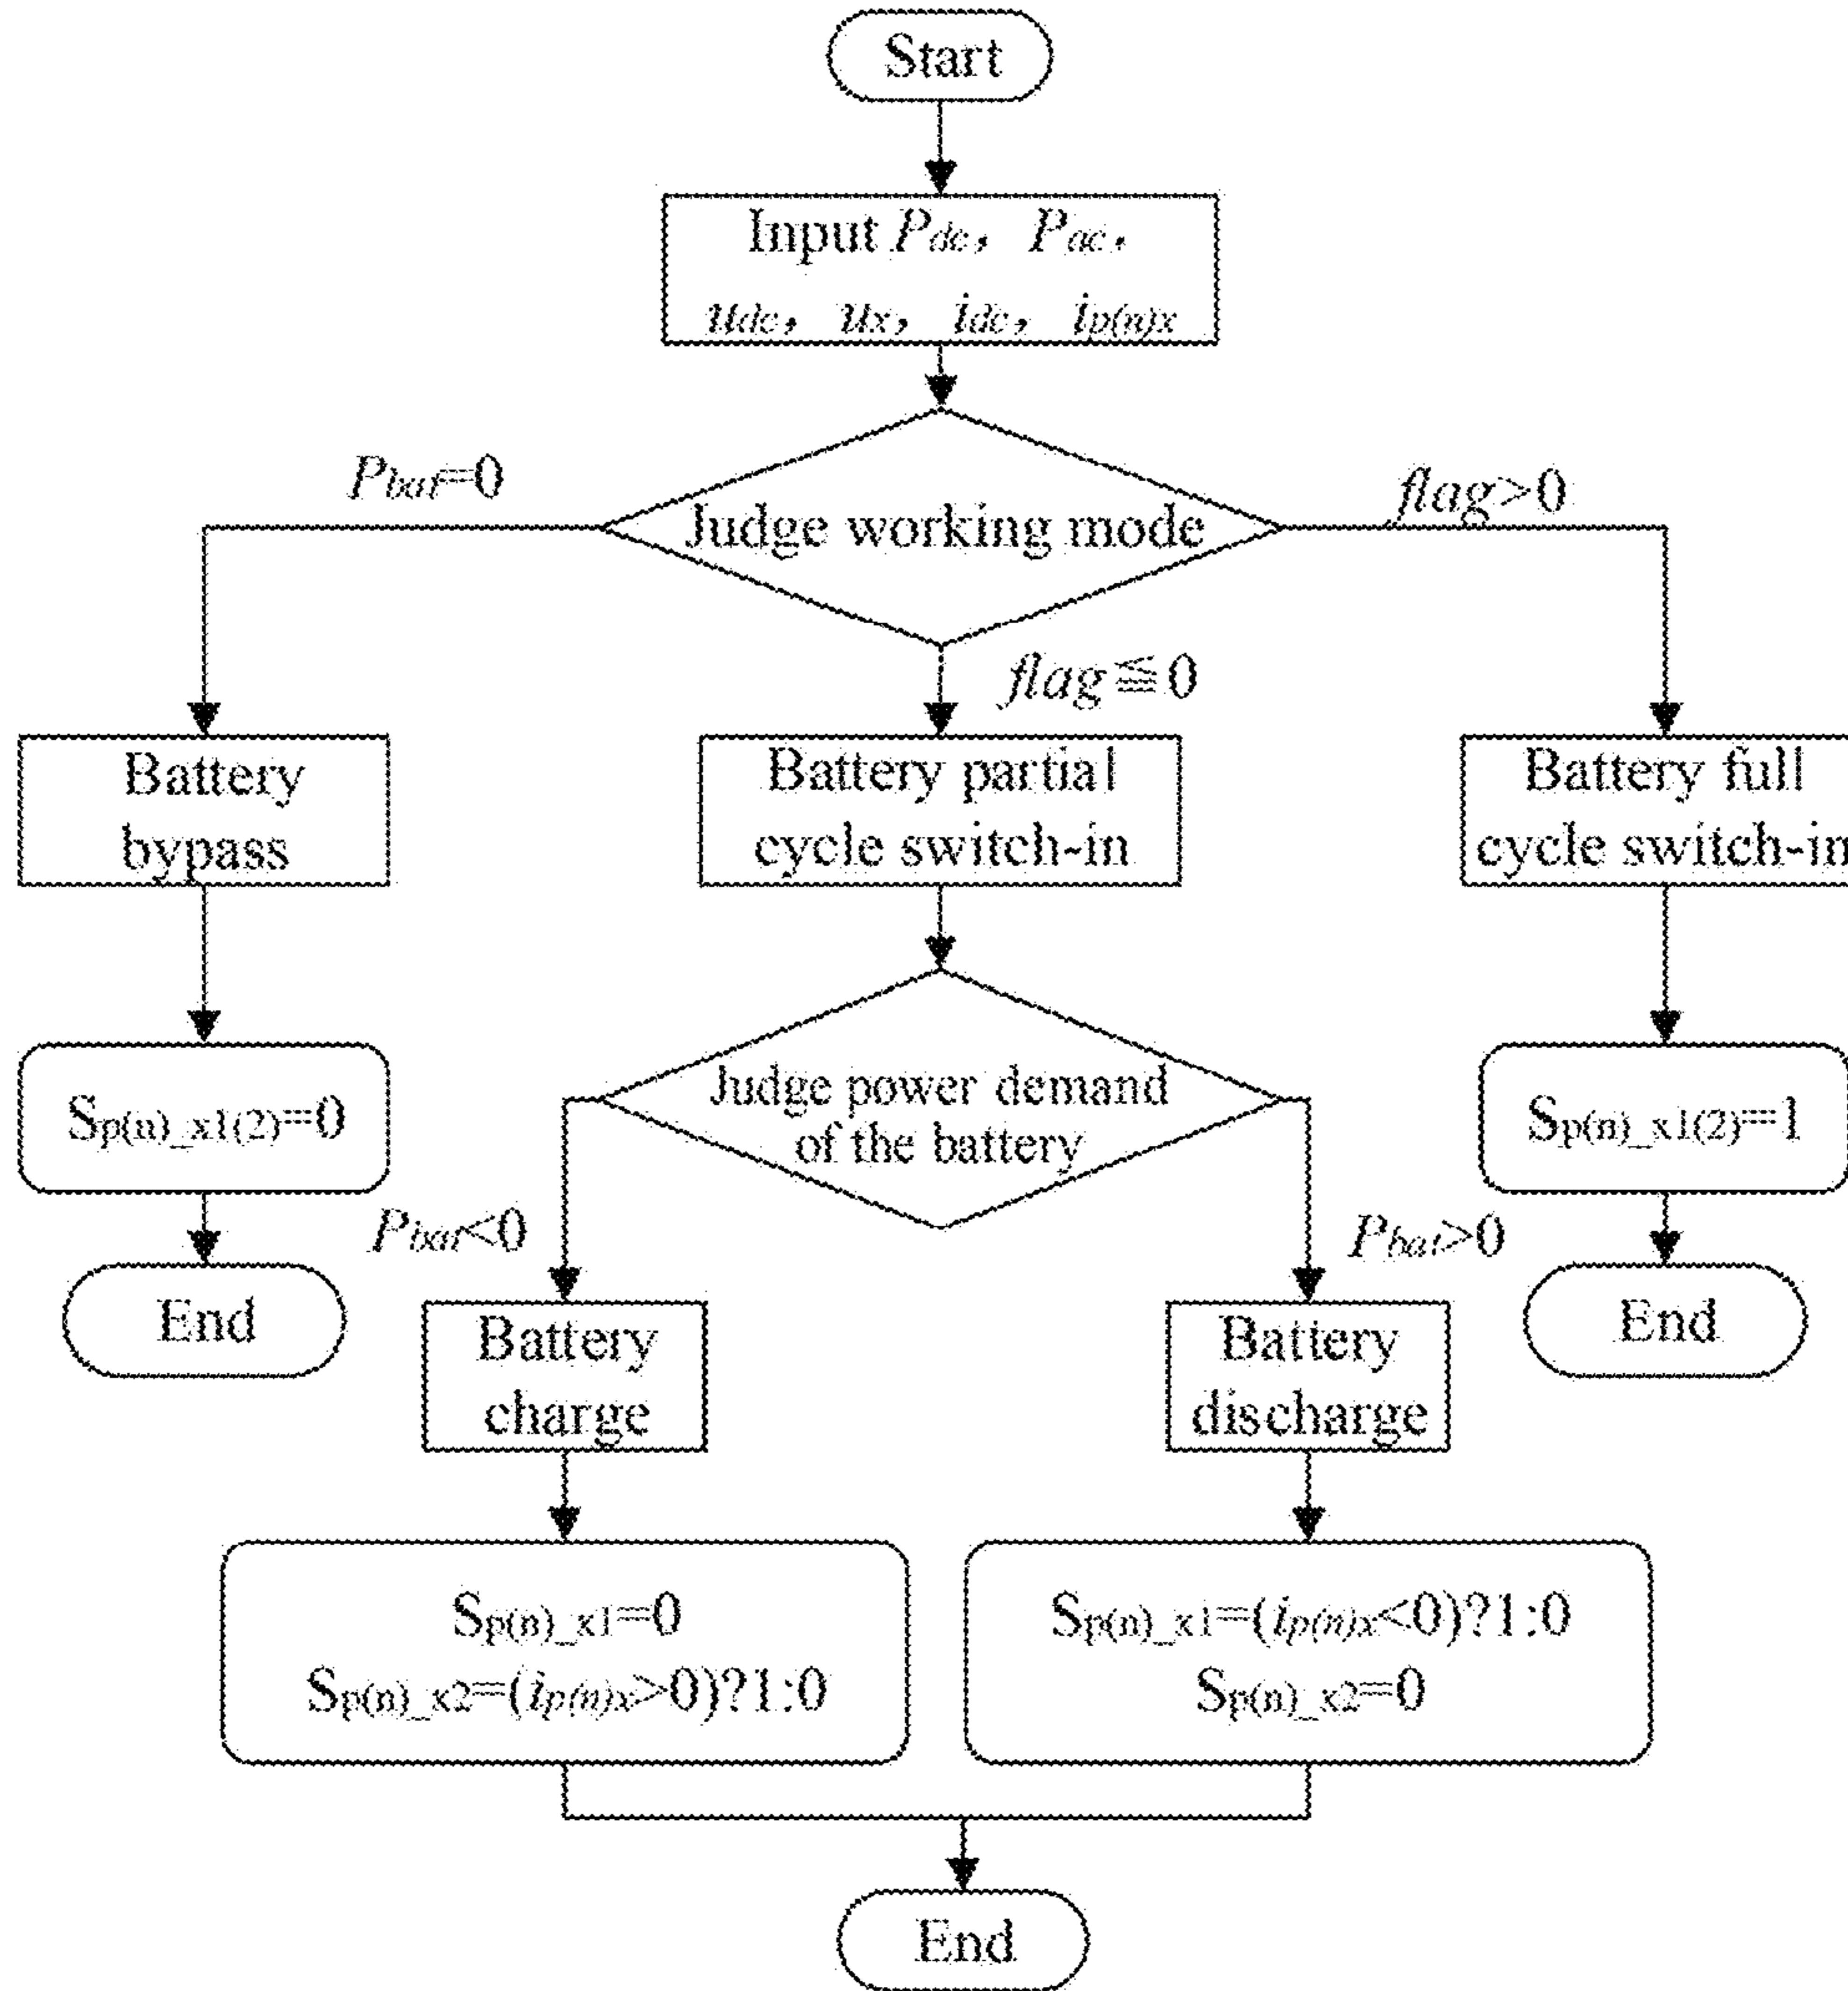 Start
Input Pdc, Pac,
udc, ux, idc, ip(n)x
Pbat=0
flag>0
Judge working mode
flag≦0
Battery
bypass
Battery partial
cycle switch-in
Battery full
cycle switch-in
Sp(n)_x1(2)=0
Judge power demand
of the battery
Sp(n)_x1(2)=1
Pbat<0
Pbat>0
End
End
Battery
charge
Battery
discharge
Sp(n)_x1=0
Sp(n)_x2=(ip(n)x>0)?1:0
Sp(n)_x1=(ip(n)x<0)?1:0
Sp(n)_x2=0
End